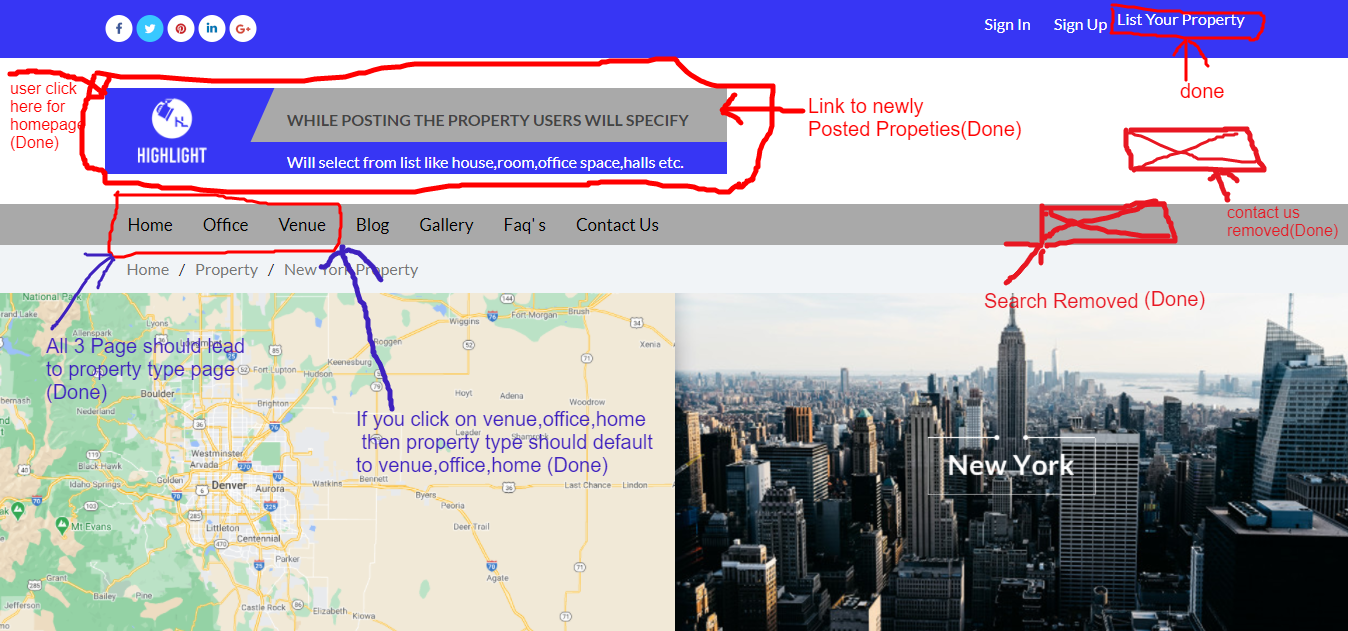 Sign In Sign Up List Your Property
done
user click
here for
homepage
(Done)
HIGHLIGHT
WHILE POSTING THE PROPERTY USERS WILL SPECIFY
Will select from list like house,room,office space,halls etc.
Link to newly
Posted Propeties(Done)
contact us
removed(Done)
Home Office Venue Blog Gallery Faq' s Contact Us
Home / Property / New York Property
Search Removed (Done)
All 3 Page should lead
to property type page
(Done)
If you click on venue,office,home
then property type should default
to venue,office,home (Done)
New York
National Park
Lyons
Wiggins
Fort-Morgan
Brush
Roggen
Xenia
Keenesburg
Fort Lupton
Hudson
Boulder
Nederland
Brighton
Hoyt
Adena
Woodrow
Leader
Black Hawk
Idaho Springs
Golden
Westminster
Arvada
Denver
Aurora
Watkins
Bennett
Byers
Last Chance
Lindon
Peoria
Deer Trail
Mt Evans
Littleton
Centennial
Parker
Agate
Grant
Bailey
Pine
Jefferson
Castle Rock
Elizabeth
Kiowa